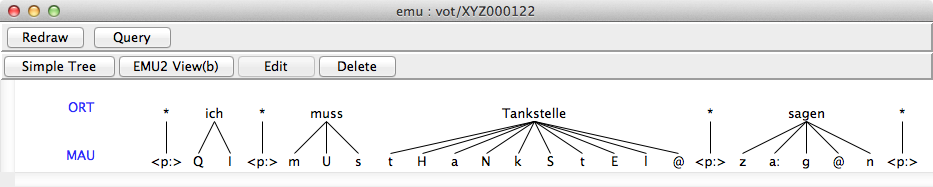 emu : vot/XYZ000122
Redraw Query
Simple Tree EMU2 View(b) Edit Delete
ORT * ich * muss Tankstelle * sagen *
MAU <p:> Q I <p:> m U s t H a N k S t E l @ <p:> z a: g @ n <p:>